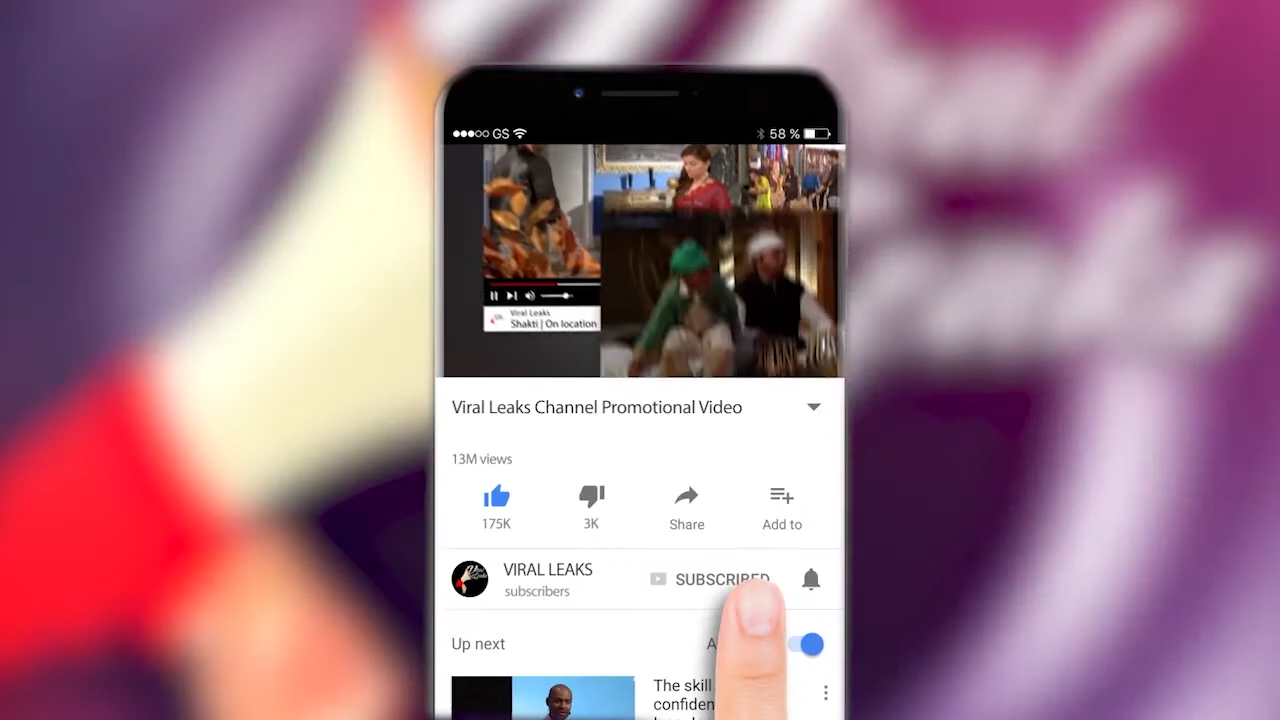 GS
58 %
Viral Leaks
Shakti | On location
Viral Leaks Channel Promotional Video
13M views
175K
3K
Share
Add to
VIRAL LEAKS
subscribers
SUBSCRIBED
Up next
The skill
confiden